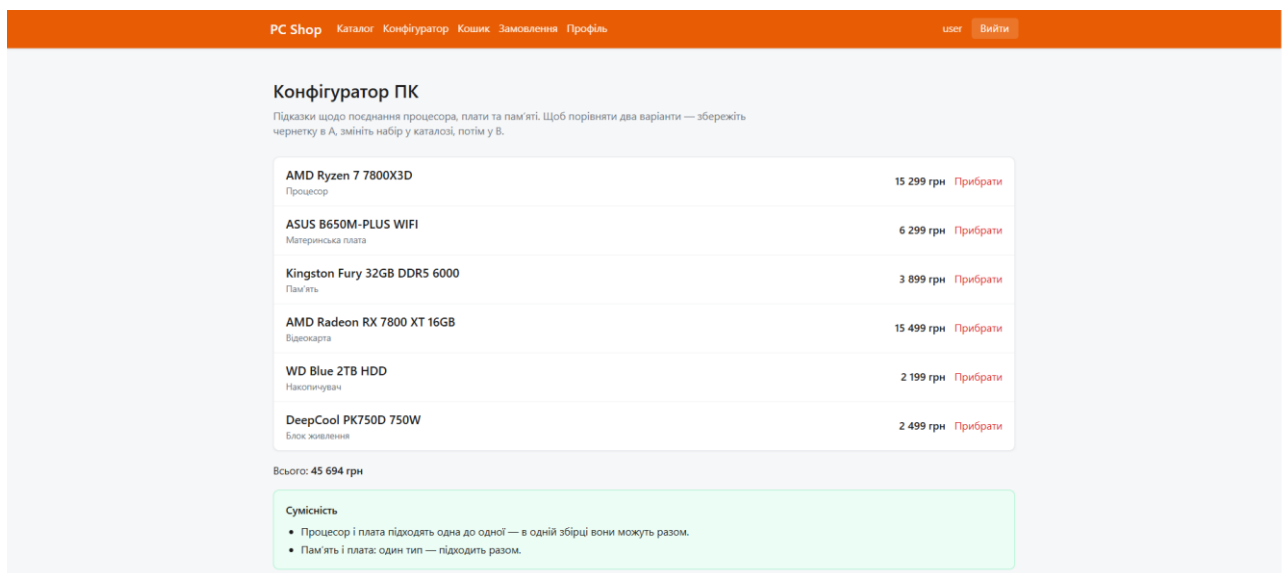 PC Shop Каталог Конфігуратор Кошик Замовлення Профіль user Вийти
Конфігуратор ПК
Підказки щодо поєднання процесора, плати та пам'яті. Щоб порівняти два варіанти — збережіть
чернетку в А, змініть набір у каталозі, потім у В.
AMD Ryzen 7 7800X3D
Процесор
15 299 грн Прибрати
ASUS B650M-PLUS WIFI
Материнська плата
6 299 грн Прибрати
Kingston Fury 32GB DDR5 6000
Пам'ять
3 899 грн Прибрати
AMD Radeon RX 7800 XT 16GB
Відеокарта
15 499 грн Прибрати
WD Blue 2TB HDD
Накопичувач
2 199 грн Прибрати
DeepCool PK750D 750W
Блок живлення
2 499 грн Прибрати
Всього: 45 694 грн
Сумісність
• Процесор і плата підходять одна до одної — в одній збірці вони можуть разом.
• Пам'ять і плата: один тип — підходить разом.